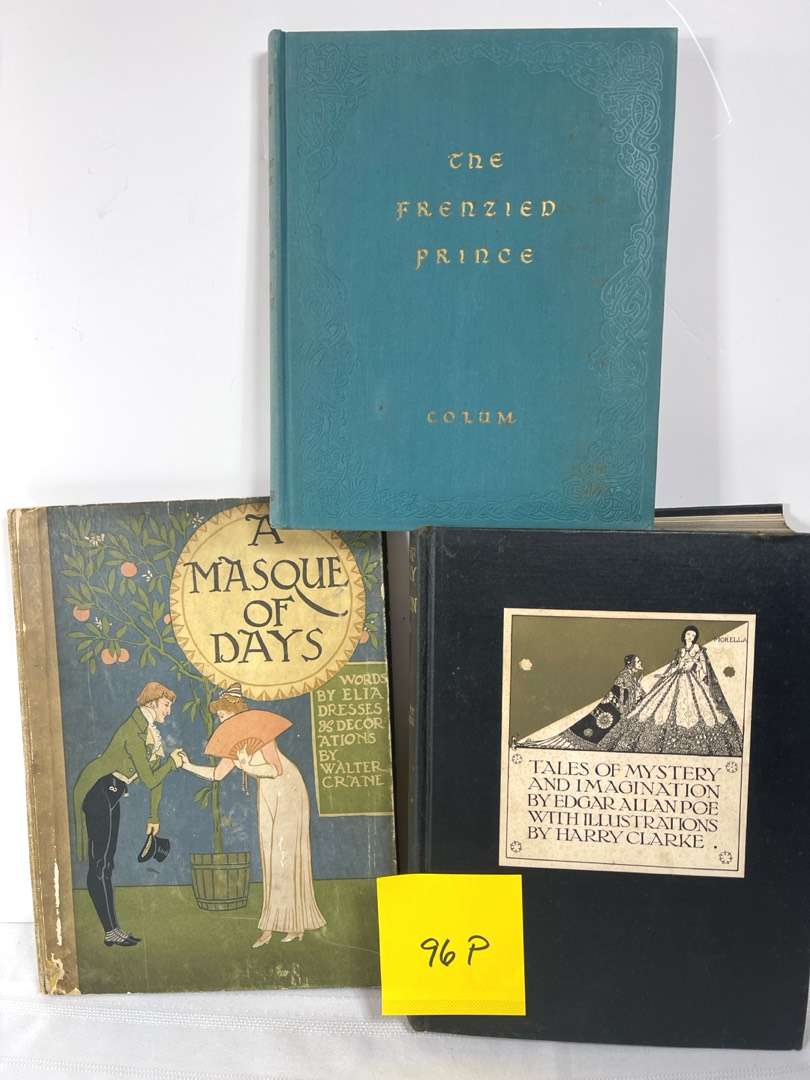 THE
FRENZIED
PRINCE
COLUM
A
MASQUE
OF
DAYS
WORDS
BY ELIA
DRESSES
& DECOR
ATIONS
BY
WALTER
CRANE
MORELLA
TALES OF MYSTERY
AND IMAGINATION
BY EDGAR ALLAN POE
WITH ILLUSTRATIONS
BY HARRY CLARKE .
96 P